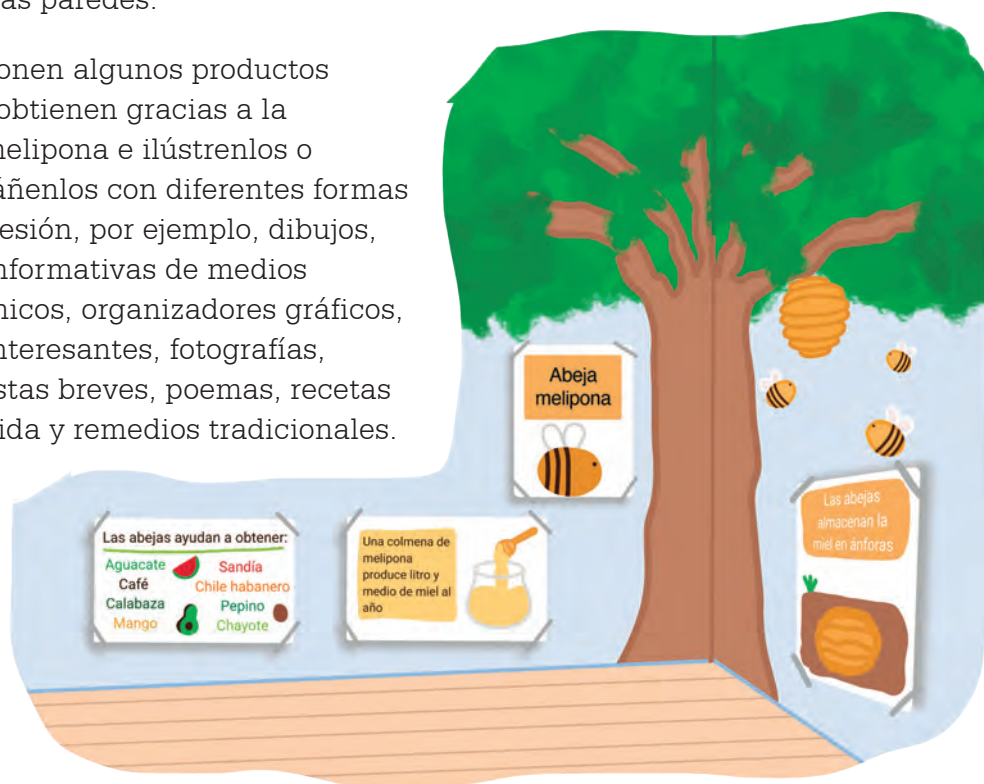 as paredes.
onen algunos productos
obtienen gracias a la
melipona e ilústrenlos o
áñenlos con diferentes formas
esión, por ejemplo, dibujos,
nformativas de medios
nicos, organizadores gráficos,
nteresantes, fotografías,
stas breves, poemas, recetas
ida y remedios tradicionales.
Abeja
melipona
Las abejas ayudan a obtener:
Aguacate
Café
Calabaza
Mango
Sandía
Chile habanero
Pepino
Chayote
Una colmena de
melipona
produce litro y
medio de miel al
año
Las abejas
almacenan la
miel en ánforas